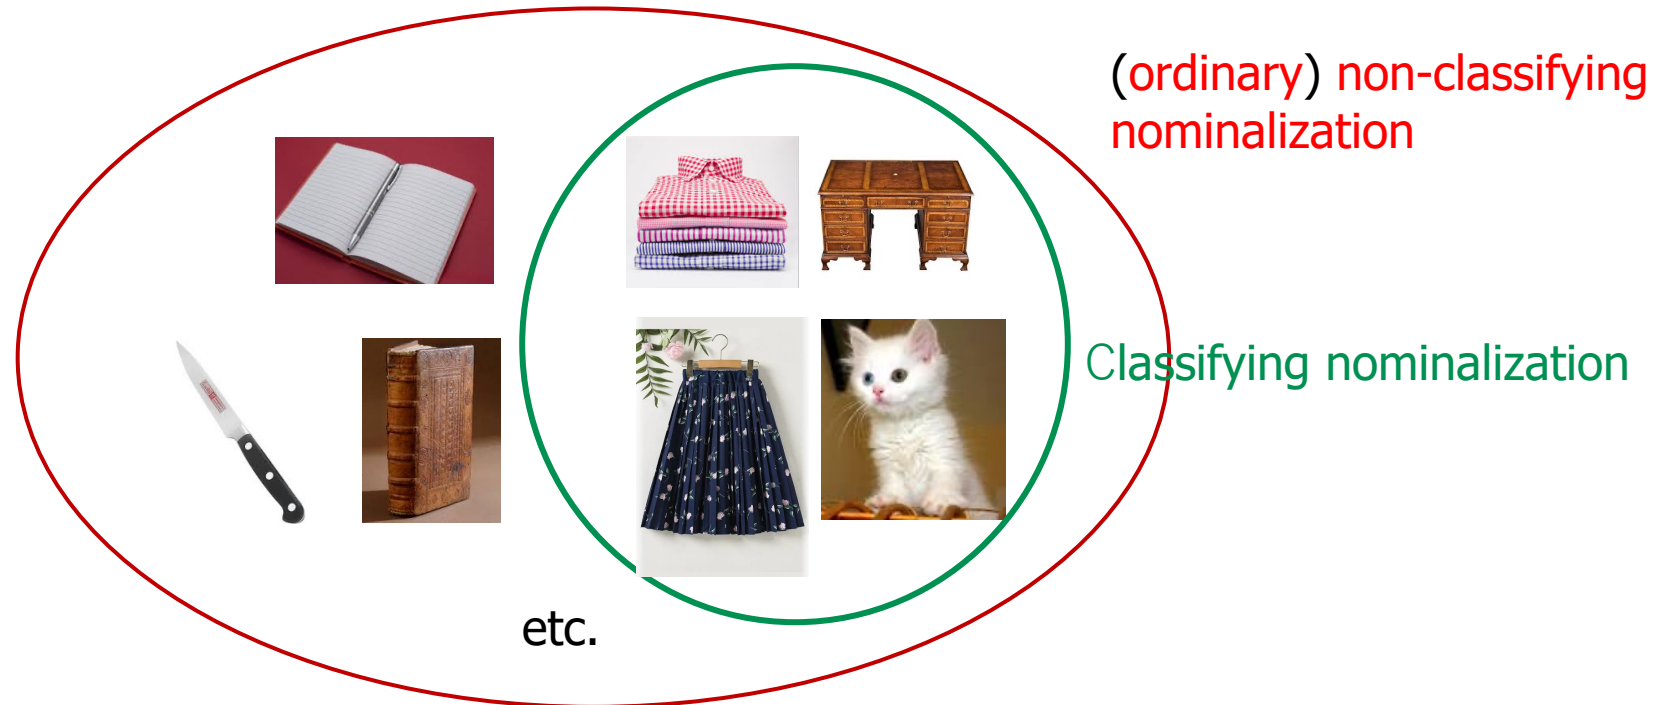 (ordinary) non-classifying
nominalization
Classifying nominalization
etc.